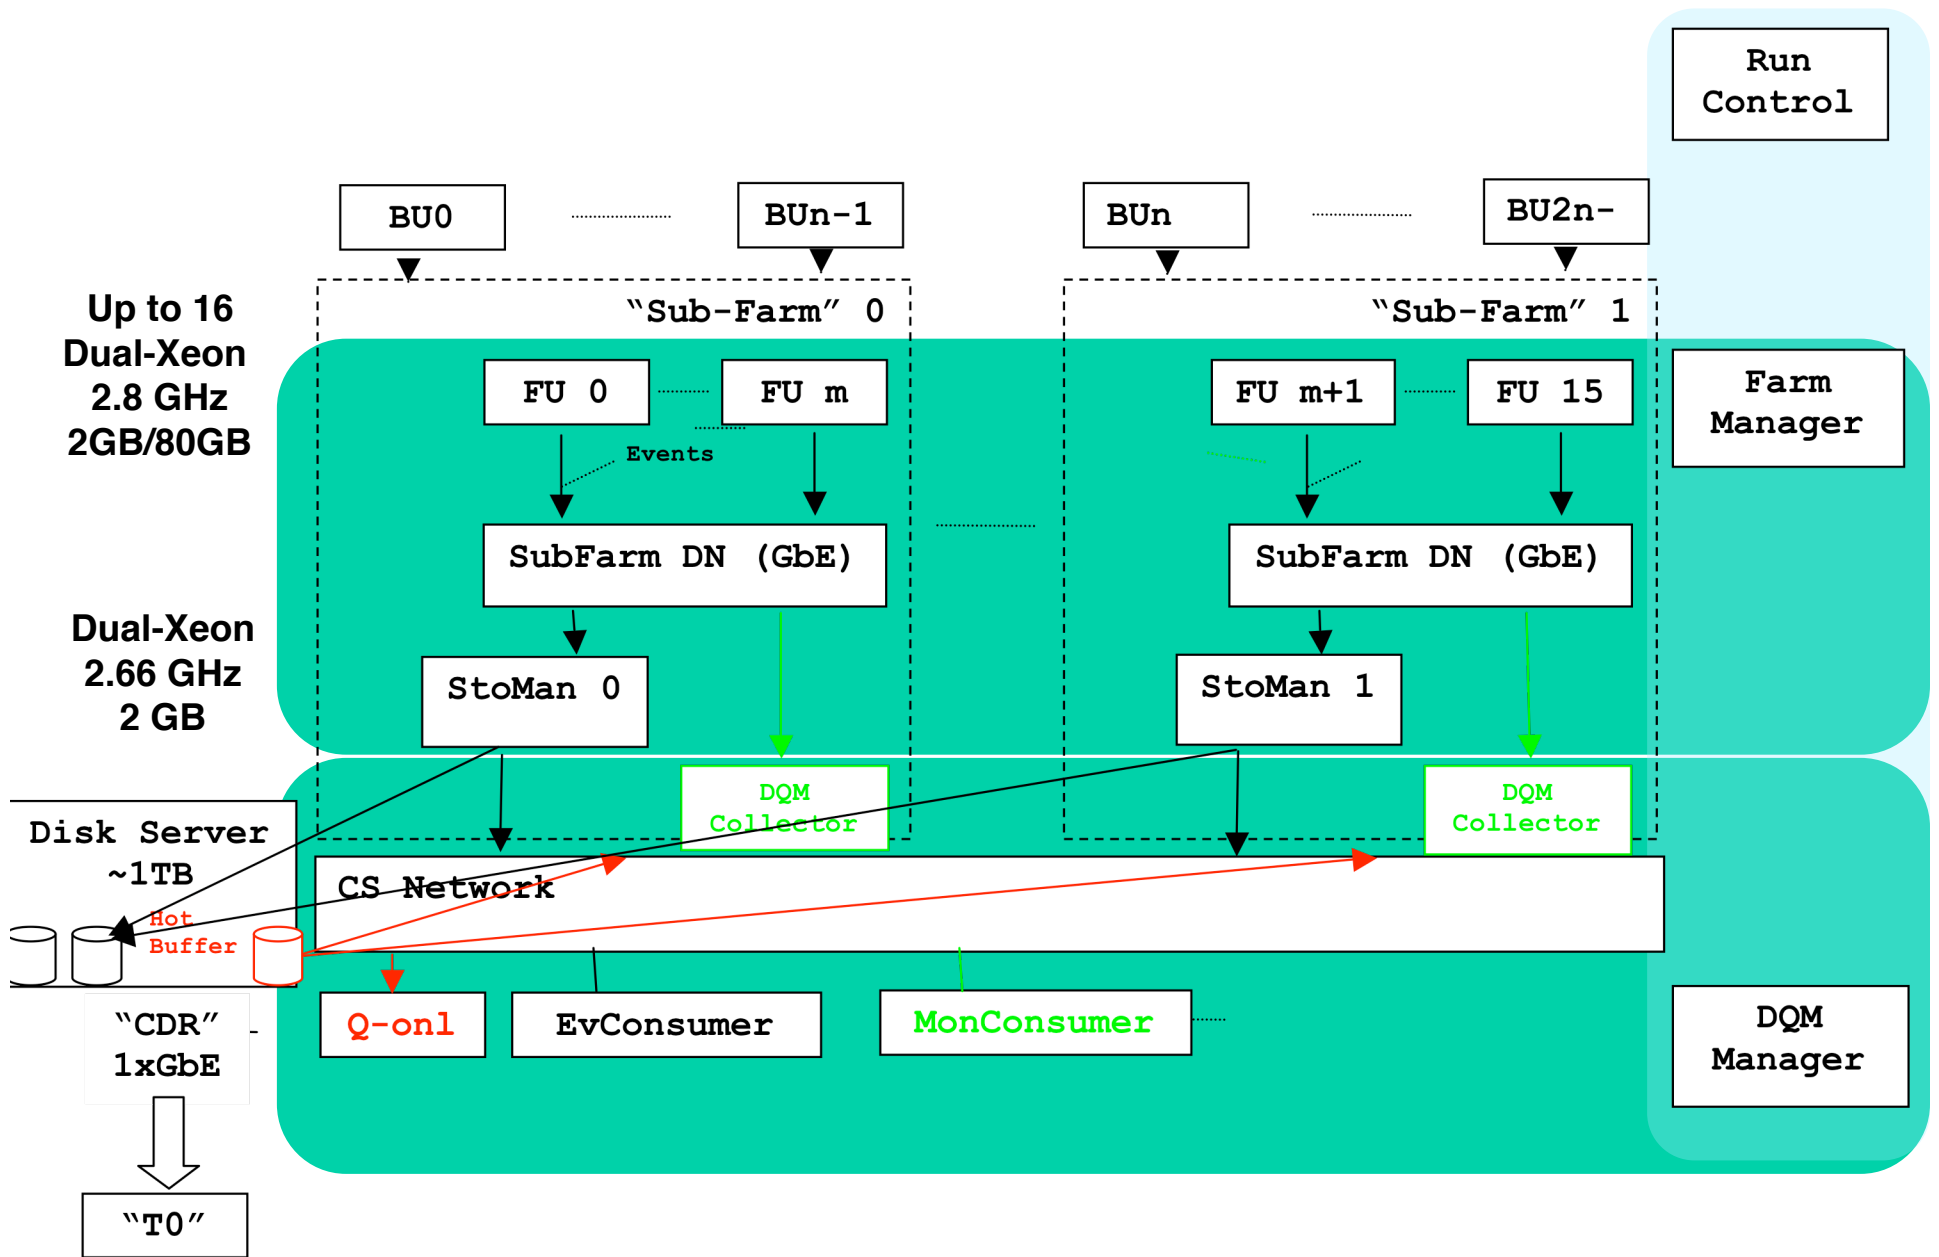 Run
Control
BU0
BUn-1
BUn
BU2n-
“Sub-Farm” 0
“Sub-Farm” 1
Up to 16
Dual-Xeon
2.8 GHz
2GB/80GB
FU 0
FU m
FU m+1
FU 15
Farm
Manager
Events
SubFarm DN (GbE)
SubFarm DN (GbE)
Dual-Xeon
2.66 GHz
2 GB
StoMan 0
StoMan 1
DQM
Collector
DQM
Collector
Disk Server
~1TB
Hot
Buffer
CS Network
“CDR”
1xGbE
Q-onl
EvConsumer
MonConsumer
DQM
Manager
“T0”